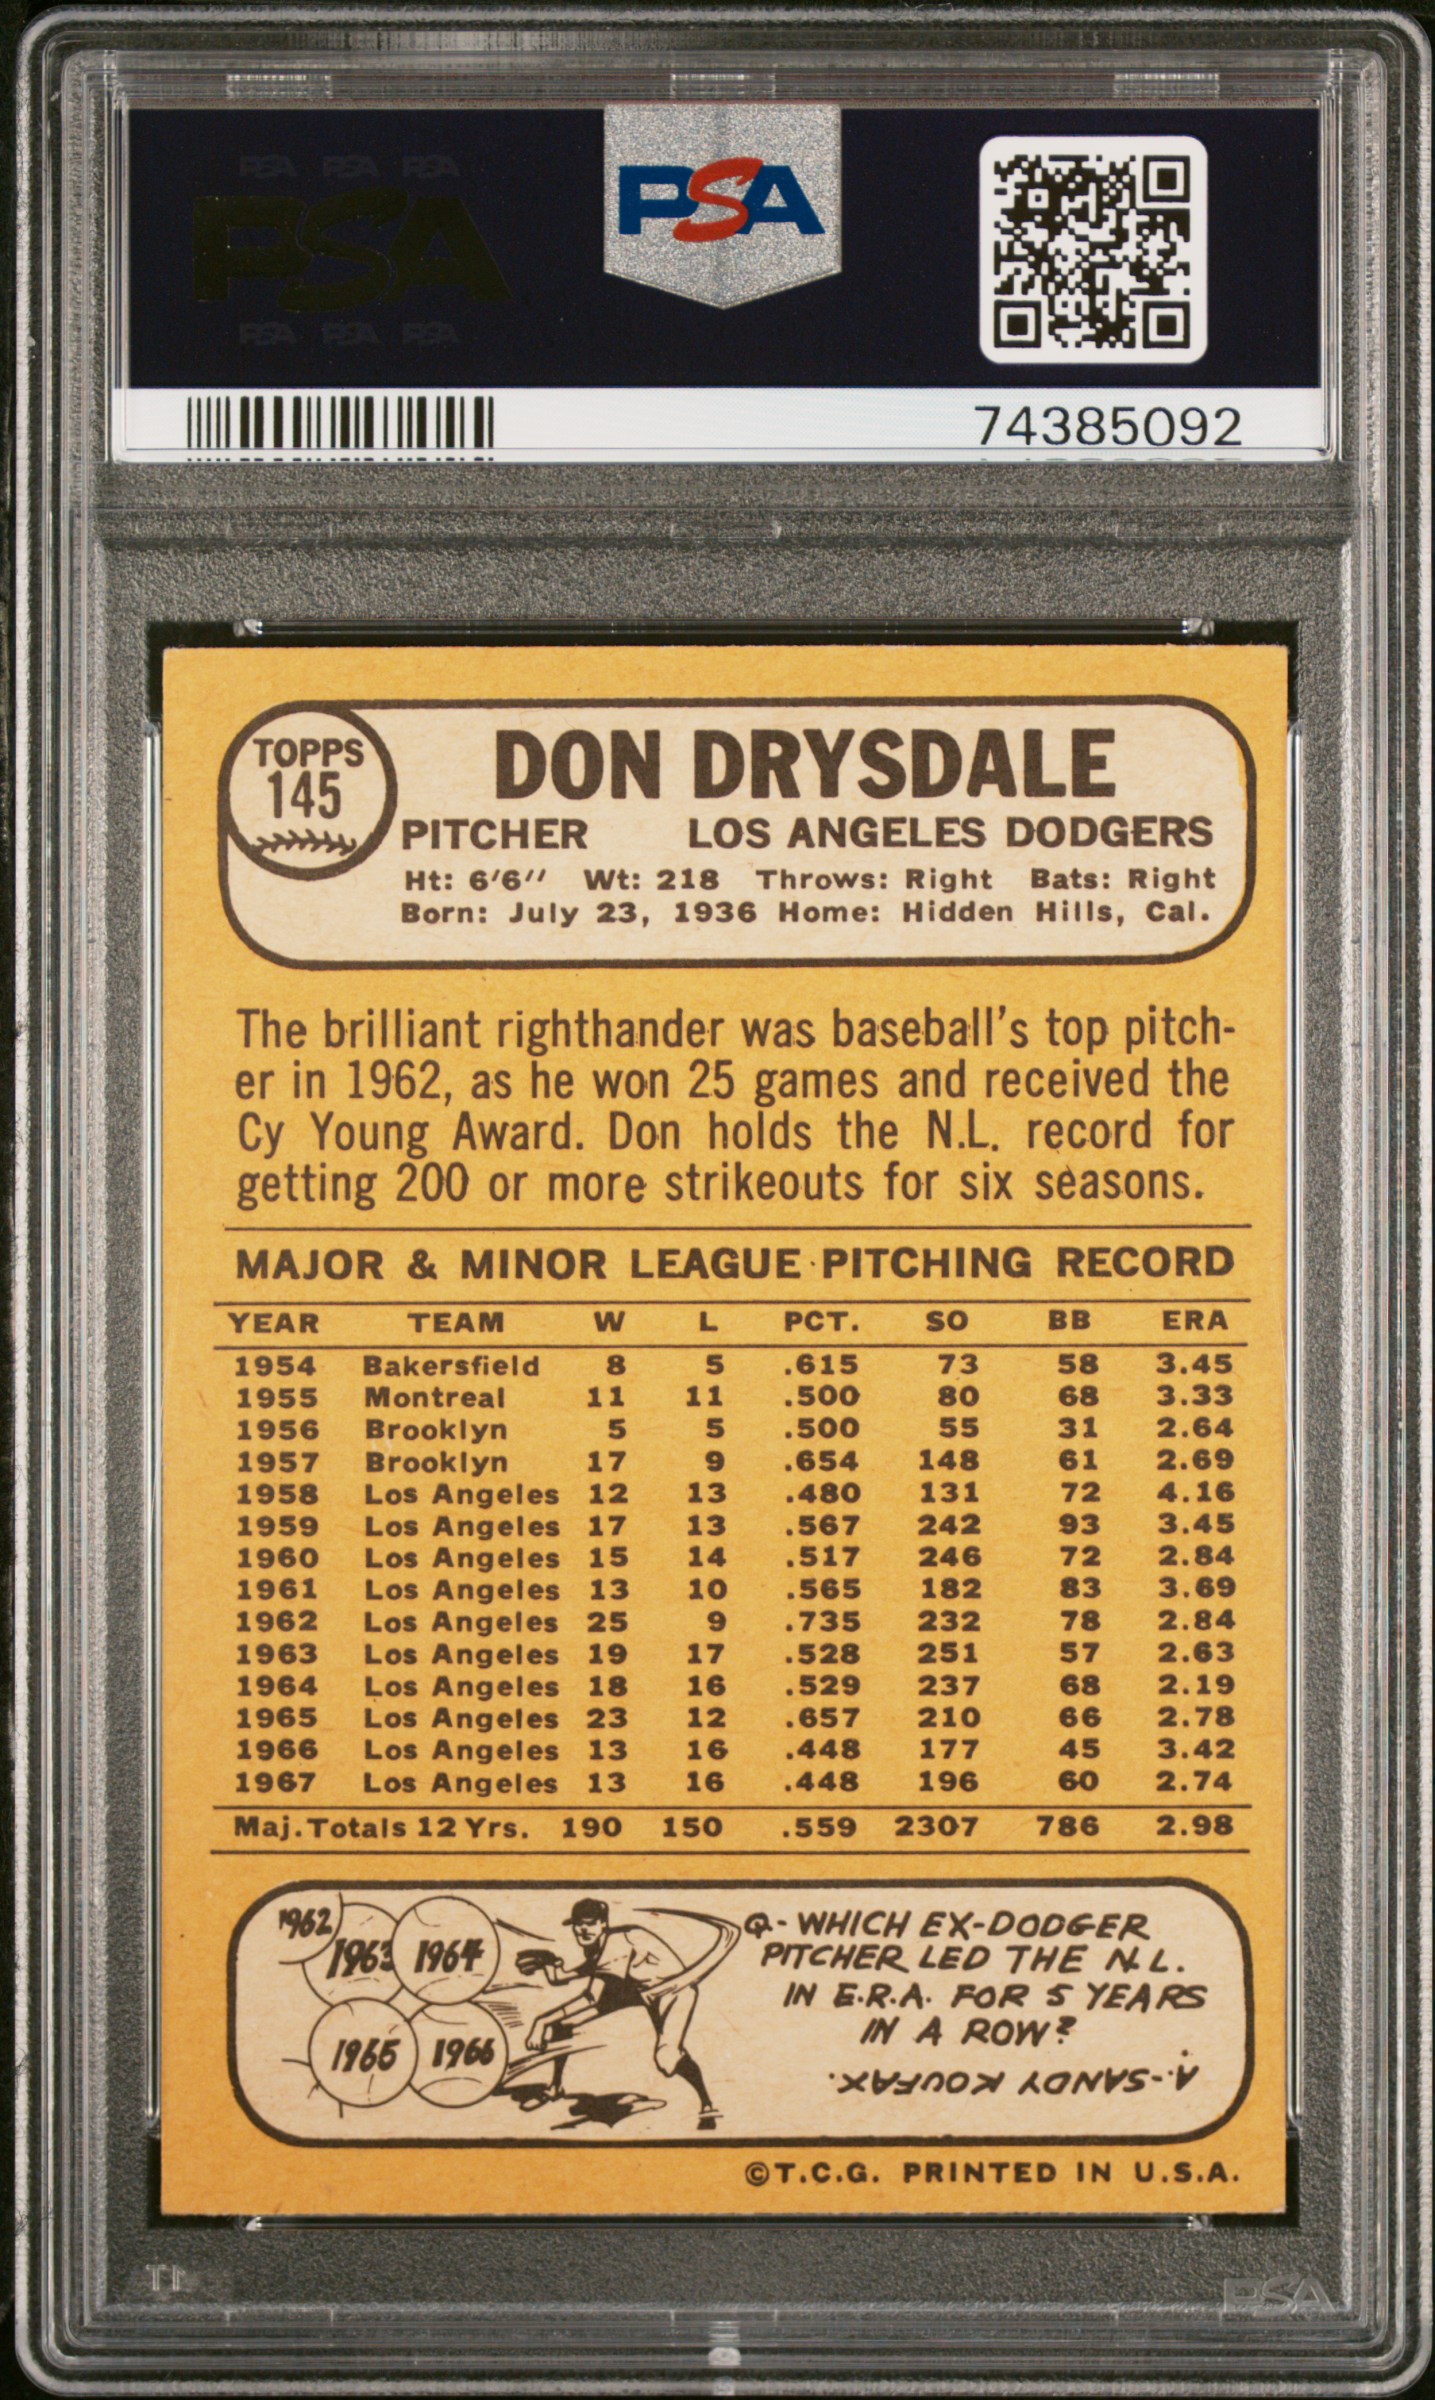 PSA PSA PSA
PSA
PSA PSA PSA
PSA
74385092
TOPPS
145
DON DRYSDALE
PITCHER LOS ANGELES DODGERS
Ht: 6'6" Wt: 218 Throws: Right Bats: Right
Born: July 23, 1936 Home: Hidden Hills, Cal.
The brilliant righthander was baseball's top pitch-
er in 1962, as he won 25 games and received the
Cy Young Award. Don holds the N.L. record for
getting 200 or more strikeouts for six seasons.
MAJOR & MINOR LEAGUE PITCHING RECORD
YEAR TEAM W L PCT. SO BB ERA
1954 Bakersfield 8 5 .615 73 58 3.45
1955 Montreal 11 11 .500 80 68 3.33
1956 Brooklyn 5 5 .500 55 31 2.64
1957 Brooklyn 17 9 .654 148 61 2.69
1958 Los Angeles 12 13 .480 131 72 4.16
1959 Los Angeles 17 13 .567 242 93 3.45
1960 Los Angeles 15 14 .517 246 72 2.84
1961 Los Angeles 13 10 .565 182 83 3.69
1962 Los Angeles 25 9 .735 232 78 2.84
1963 Los Angeles 19 17 .528 251 57 2.63
1964 Los Angeles 18 16 .529 237 68 2.19
1965 Los Angeles 23 12 .657 210 66 2.78
1966 Los Angeles 13 16 .448 177 45 3.42
1967 Los Angeles 13 16 .448 196 60 2.74
Maj. Totals 12 Yrs. 190 150 .559 2307 786 2.98
1962
1963 1964
1965 1966
Q- WHICH EX-DODGER
PITCHER LED THE N.L.
IN E.R.A. FOR 5 YEARS
IN A ROW?
A.-SANDY KOUFAX.
©T.C.G. PRINTED IN U.S.A.
PSA